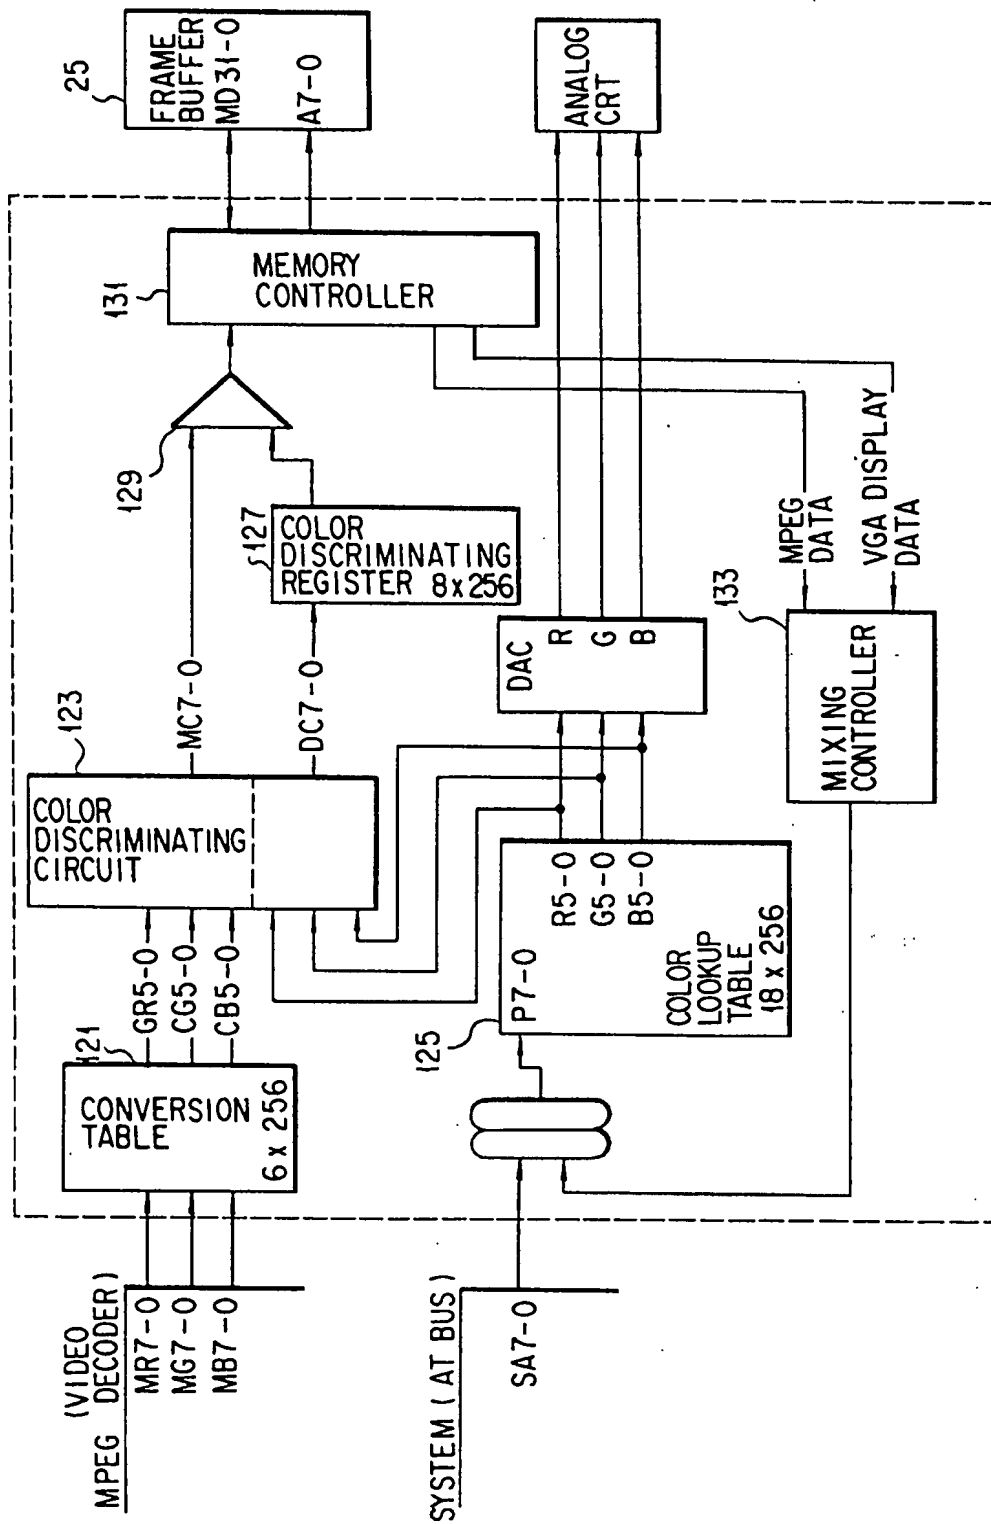 (VIDEO
MPEG DECODER)
MR7-0
MG7-0
MB7-0
121
CONVERSION
TABLE
6 x 256
GR5-0
CG5-0
CB5-0
123
COLOR
DISCRIMINATING
CIRCUIT
MC7-0
DC7-0
127
COLOR
DISCRIMINATING
REGISTER 8 x 256
129
131
MEMORY
CONTROLLER
25
FRAME
BUFFER
MD31-0
A7-0
SYSTEM ( AT BUS )
SA7-0
125
P7-0
R5-0
G5-0
B5-0
COLOR
LOOKUP
TABLE
18 x 256
DAC
R
G
B
ANALOG
CRT
133
MIXING
CONTROLLER
MPEG
DATA
VGA DISPLAY
DATA